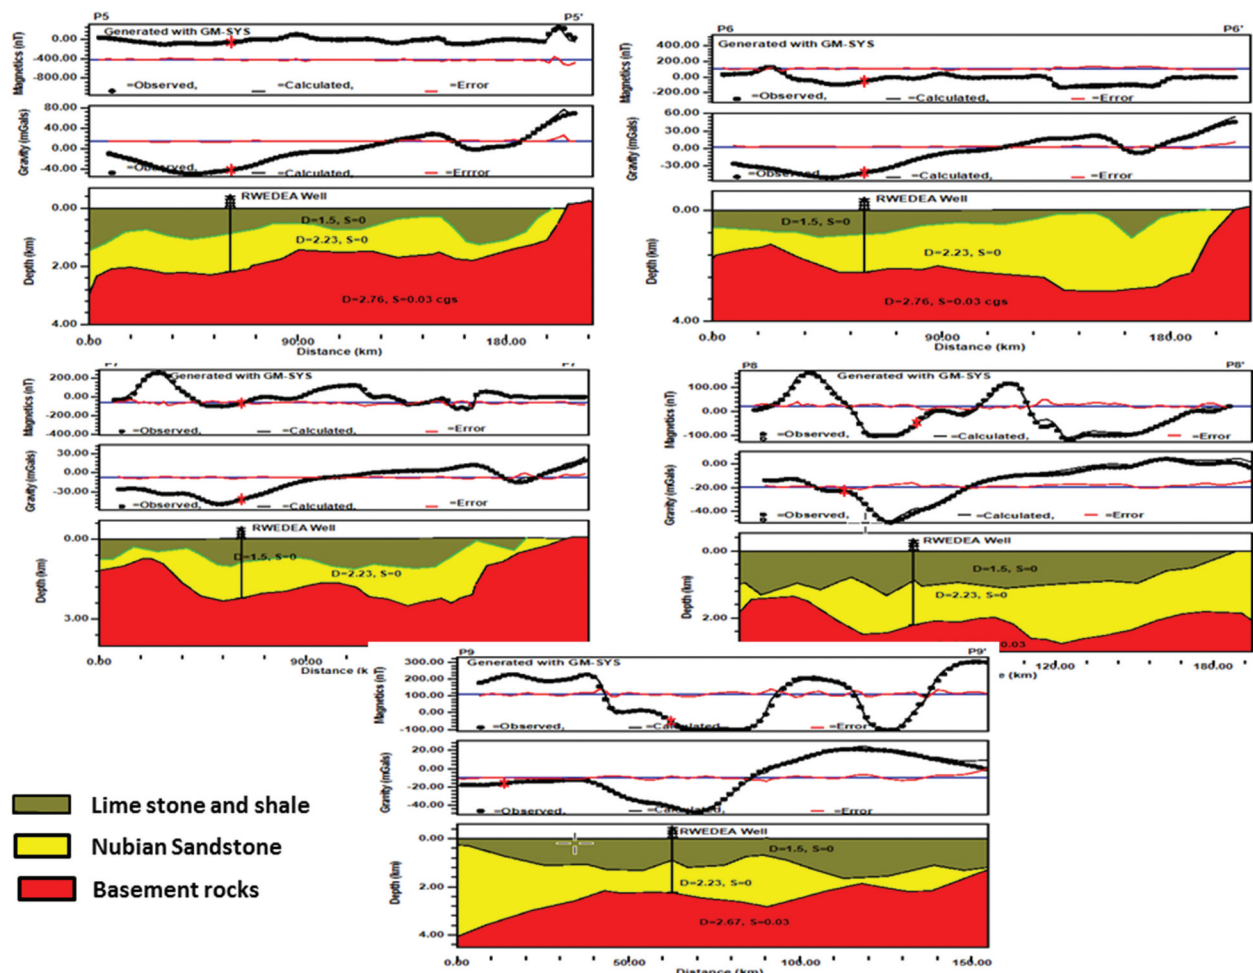 P5 P5'
Generated with GM-SYS
Magnetics (nT)
0.00
-400.00
-800.00
=Observed, =Calculated, =Error
Gravity (mGals)
80.00
40.00
0.00
-40.00
=Observed, =Calculated, =Errror
RWEDEA Well
Depth (km)
0.00
2.00
4.00
D=1.5, S=0
D=2.23, S=0
D=2.76, S=0.03 cgs
0.00 90.00 180.00
Distance (km)
P6 P6'
Generated with GM-SYS
Magnetics (nT)
400.00
200.00
0.00
-200.00
=Observed, =Calculated, =Error
Gravity (mGals)
60.00
30.00
0.00
-30.00
=Observed =Calculated, =Error
RWEDEA Well
Depth (km)
0.00
2.00
4.00
D=1.5, S=0
D=2.23, S=0
D=2.76, S=0.03 cgs
0.00 90.00 180.00
Distance (km)
P7 P7'
Generated with GM-SYS
Magnetics (nT)
200.00
0.00
-200.00
-400.00
=Observed, =Calculated, =Error
Gravity (mGals)
30.00
0.00
-30.00
=Observed, =Calculated, =Error
RWEDEA Well
Depth (km)
0.00
3.00
D=1.5, S=0
D=2.23, S=0
0.00 90.00
Distance (k
P8 P8'
Generated with GM-SYS
Magnetics (nT)
100.00
0.00
-100.00
=Observed, =Calculated, =Error
Gravity (mGals)
0.00
-20.00
-40.00
=Observed, =Calculated, =Error
RWEDEA Well
Depth (km)
0.00
2.00
D=1.5, S=0
D=2.23, S=0
0.03
120.00 180.00
e (km)
P9 P9'
Generated with GM-SYS
Magnetics (nT)
300.00
200.00
100.00
0.00
-100.00
=Observed, =Calculated, =Error
Gravity (mGals)
20.00
0.00
-20.00
-40.00
=Observed, =Calculated, =Error
RWEDEA Well
Depth (km)
0.00
2.00
4.00
D=1.5, S=0
D=2.23, S=0
D=2.67, S=0.03
0.00 50.00 100.00 150.00
Distance (km)
Lime stone and shale
Nubian Sandstone
Basement rocks